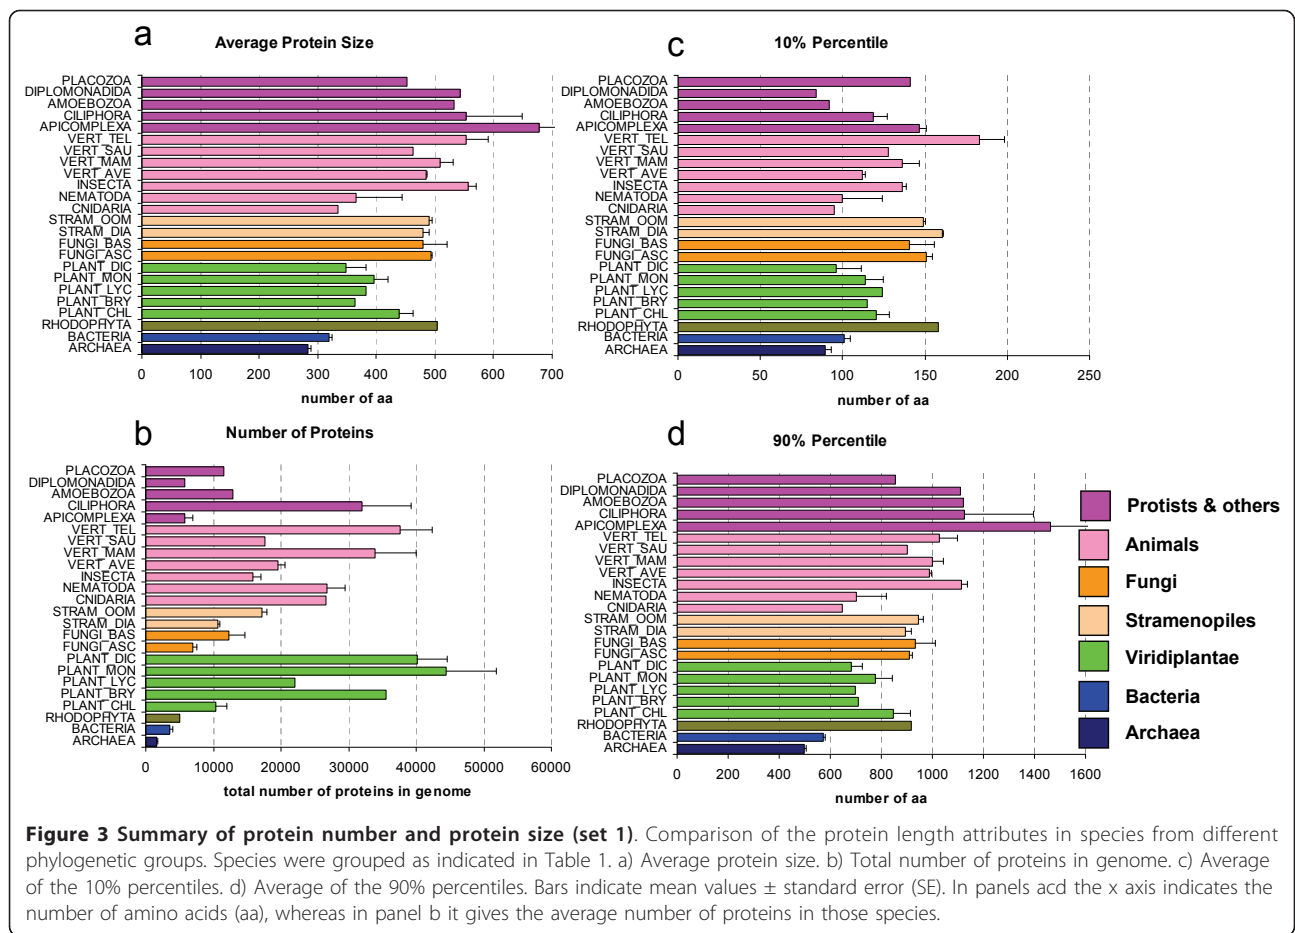 a
Average Protein Size
PLACOZOA
DIPLOMONADIDA
AMOEBOZOA
CILIPHORA
APICOMPLEXA
VERT_TEL
VERT_SAU
VERT_MAM
VERT_AVE
INSECTA
NEMATODA
CNIDARIA
STRAM_OOM
STRAM_DIA
FUNGI_BAS
FUNGI_ASC
PLANT_DIC
PLANT_MON
PLANT_LYC
PLANT_BRY
PLANT_CHL
RHODOPHYTA
BACTERIA
ARCHAEA
0 100 200 300 400 500 600 700
number of aa
c
10% Percentile
PLACOZOA
DIPLOMONADIDA
AMOEBOZOA
CILIPHORA
APICOMPLEXA
VERT_TEL
VERT_SAU
VERT_MAM
VERT_AVE
INSECTA
NEMATODA
CNIDARIA
STRAM_OOM
STRAM_DIA
FUNGI_BAS
FUNGI_ASC
PLANT_DIC
PLANT_MON
PLANT_LYC
PLANT_BRY
PLANT_CHL
RHODOPHYTA
BACTERIA
ARCHAEA
0 50 100 150 200 250
number of aa
b
Number of Proteins
PLACOZOA
DIPLOMONADIDA
AMOEBOZOA
CILIPHORA
APICOMPLEXA
VERT_TEL
VERT_SAU
VERT_MAM
VERT_AVE
INSECTA
NEMATODA
CNIDARIA
STRAM_OOM
STRAM_DIA
FUNGI_BAS
FUNGI_ASC
PLANT_DIC
PLANT_MON
PLANT_LYC
PLANT_BRY
PLANT_CHL
RHODOPHYTA
BACTERIA
ARCHAEA
0 10000 20000 30000 40000 50000 60000
total number of proteins in genome
d
90% Percentile
PLACOZOA
DIPLOMONADIDA
AMOEBOZOA
CILIPHORA
APICOMPLEXA
VERT_TEL
VERT_SAU
VERT_MAM
VERT_AVE
INSECTA
NEMATODA
CNIDARIA
STRAM_OOM
STRAM_DIA
FUNGI_BAS
FUNGI_ASC
PLANT_DIC
PLANT_MON
PLANT_LYC
PLANT_BRY
PLANT_CHL
RHODOPHYTA
BACTERIA
ARCHAEA
0 200 400 600 800 1000 1200 1400 1600
number of aa
Protists & others
Animals
Fungi
Stramenopiles
Viridiplantae
Bacteria
Archaea
Figure 3 Summary of protein number and protein size (set 1). Comparison of the protein length attributes in species from different
phylogenetic groups. Species were grouped as indicated in Table 1. a) Average protein size. b) Total number of proteins in genome. c) Average
of the 10% percentiles. d) Average of the 90% percentiles. Bars indicate mean values ± standard error (SE). In panels acd the x axis indicates the
number of amino acids (aa), whereas in panel b it gives the average number of proteins in those species.